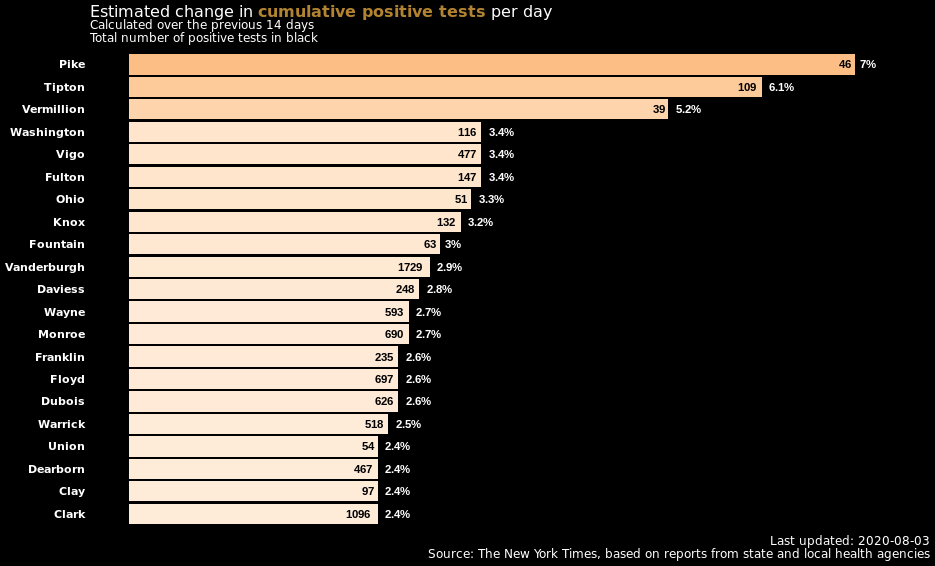 Estimated change in cumulative positive tests per day
Calculated over the previous 14 days
Total number of positive tests in black
Pike 46 7%
Tipton 109 6.1%
Vermillion 39 5.2%
Washington 116 3.4%
Vigo 477 3.4%
Fulton 147 3.4%
Ohio 51 3.3%
Knox 132 3.2%
Fountain 63 3%
Vanderburgh 1729 2.9%
Daviess 248 2.8%
Wayne 593 2.7%
Monroe 690 2.7%
Franklin 235 2.6%
Floyd 697 2.6%
Dubois 626 2.6%
Warrick 518 2.5%
Union 54 2.4%
Dearborn 467 2.4%
Clay 97 2.4%
Clark 1096 2.4%
Last updated: 2020-08-03
Source: The New York Times, based on reports from state and local health agencies